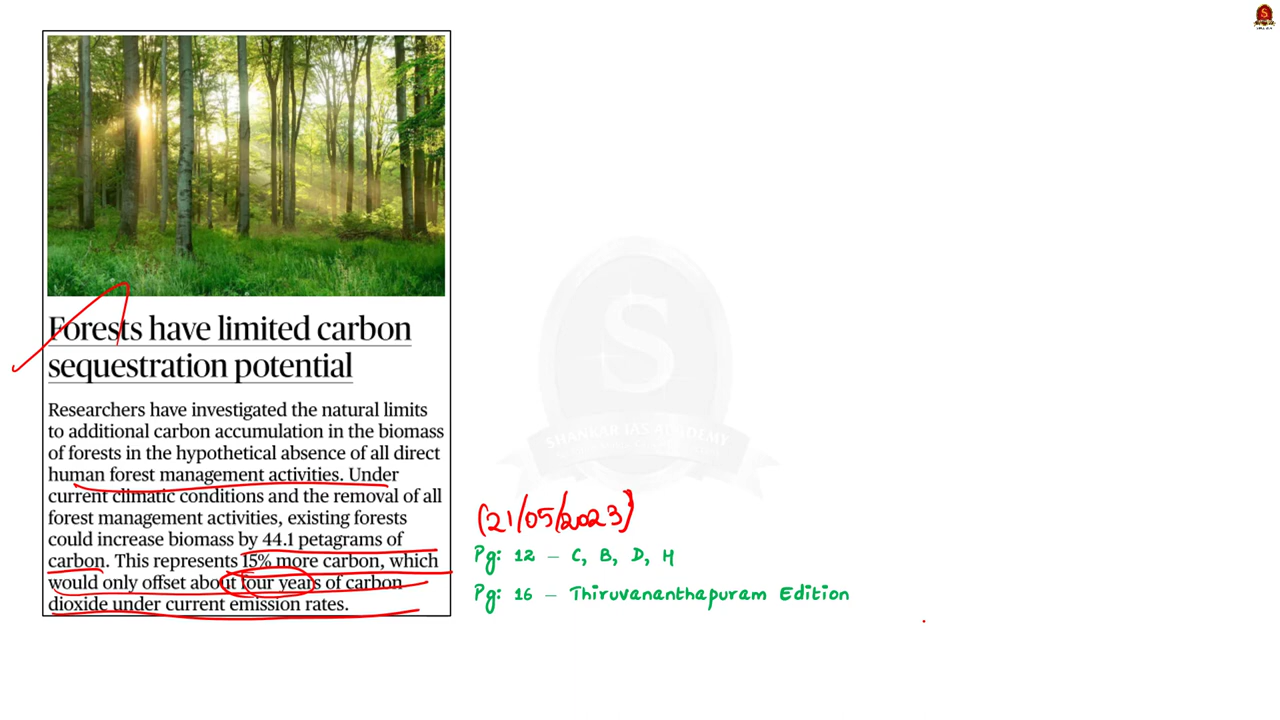 Forests have limited carbon
sequestration potential
Researchers have investigated the natural limits
to additional carbon accumulation in the biomass
of forests in the hypothetical absence of all direct
human forest management activities. Under
current climatic conditions and the removal of all
forest management activities, existing forests
could increase biomass by 44.1 petagrams of
carbon. This represents 15% more carbon, which
would only offset about four years of carbon
dioxide under current emission rates.
S
SHANKAR IAS ACADEMY
(21/05/2023)
Pg: 12 – C, B, D, H
Pg: 16 – Thiruvananthapuram Edition